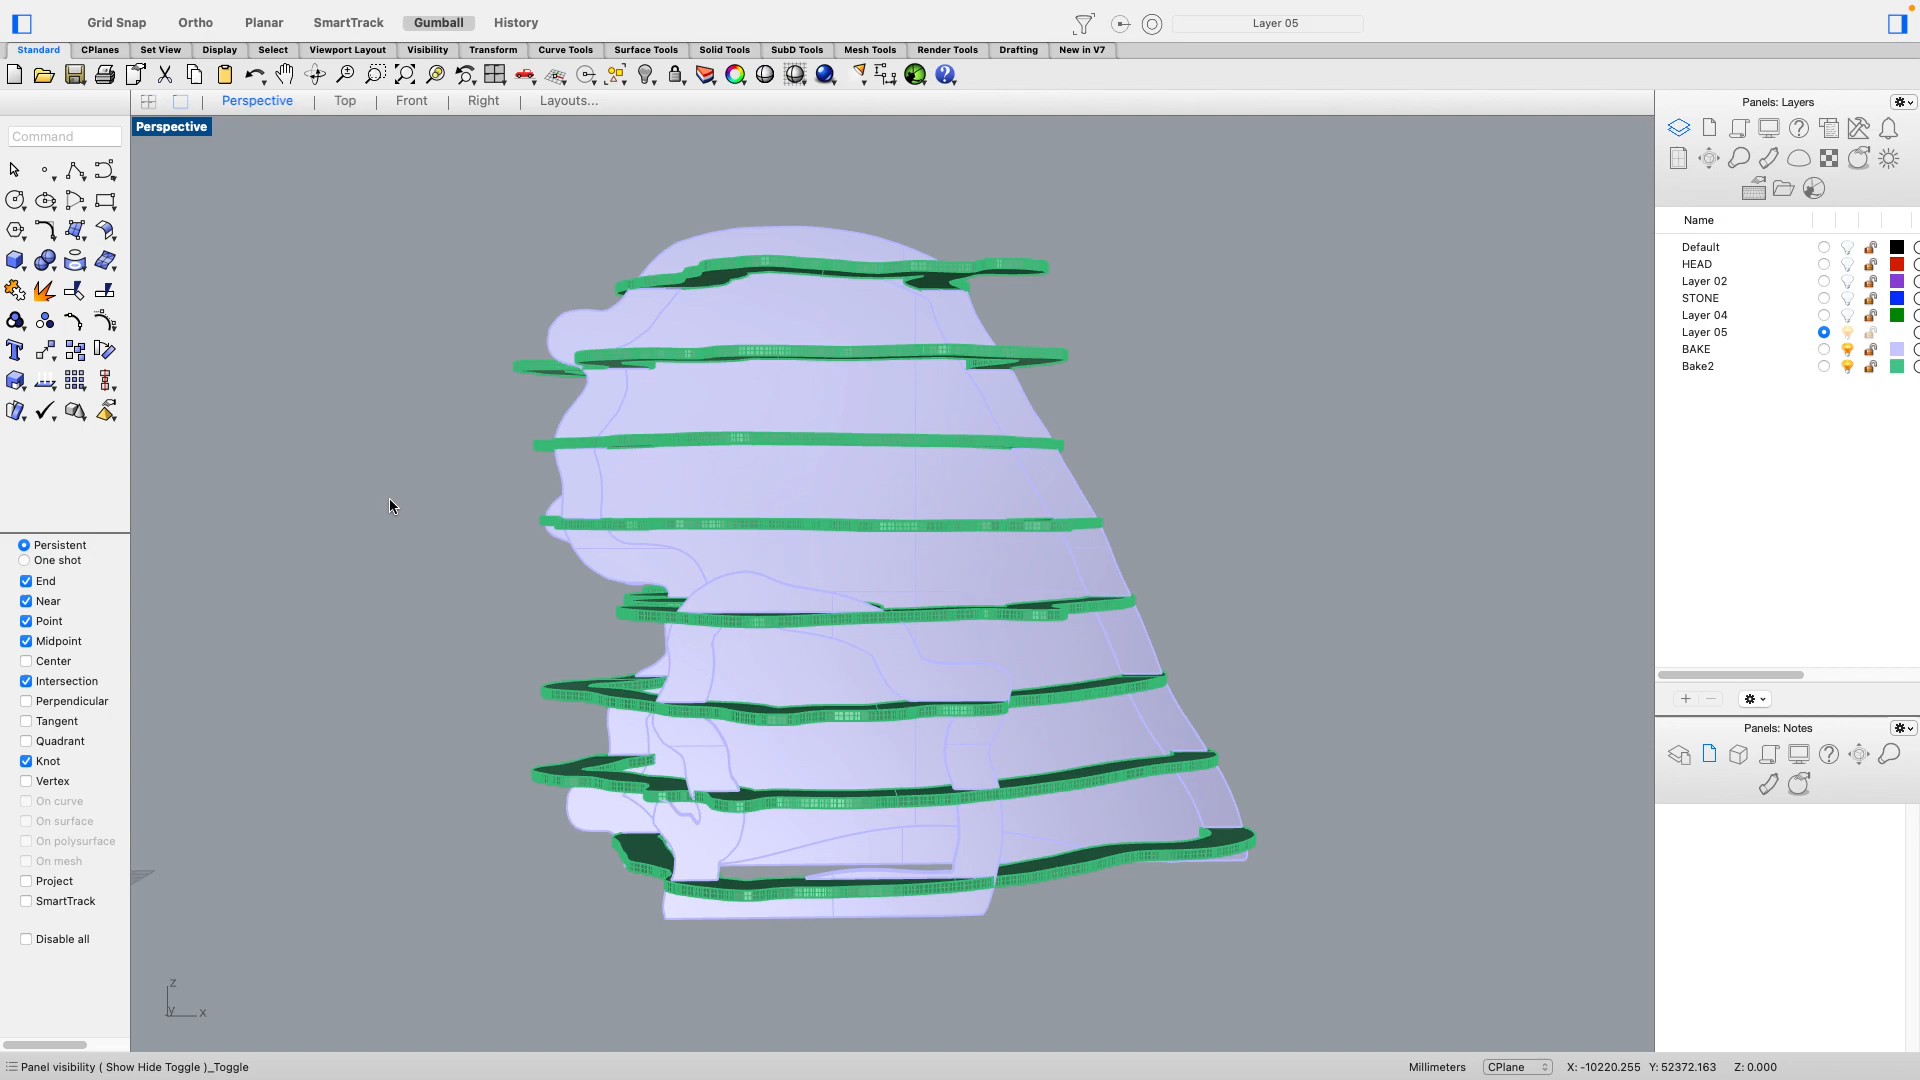 Grid Snap Ortho Planar SmartTrack Gumball History Layer 05
Standard CPlanes Set View Display Select Viewport Layout Visibility Transform Curve Tools Surface Tools Solid Tools SubD Tools Mesh Tools Render Tools Drafting New in V7
Perspective Top Front Right Layouts... Panels: Layers
Perspective
Command
Name
Default
HEAD
Layer 02
STONE
Layer 04
Layer 05
BAKE
Bake2
Persistent
One shot
End
Near
Point
Midpoint
Center
Intersection
Perpendicular
Tangent
Quadrant
Knot
Vertex
On curve
On surface
On polysurface
On mesh
Project
SmartTrack
Disable all
Panels: Notes
z
y x
Panel visibility ( Show Hide Toggle )_Toggle Millimeters CPlane X: -10220.255 Y: 52372.163 Z: 0.000